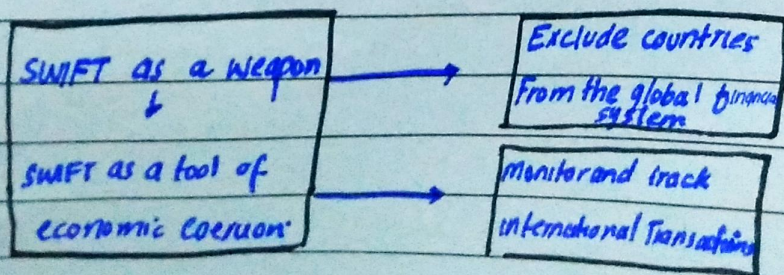 SWIFT as a weapon
↓
SWIFT as a tool of
economic coercion
Exclude countries
From the global financial
system
Monitor and track
international Transactions